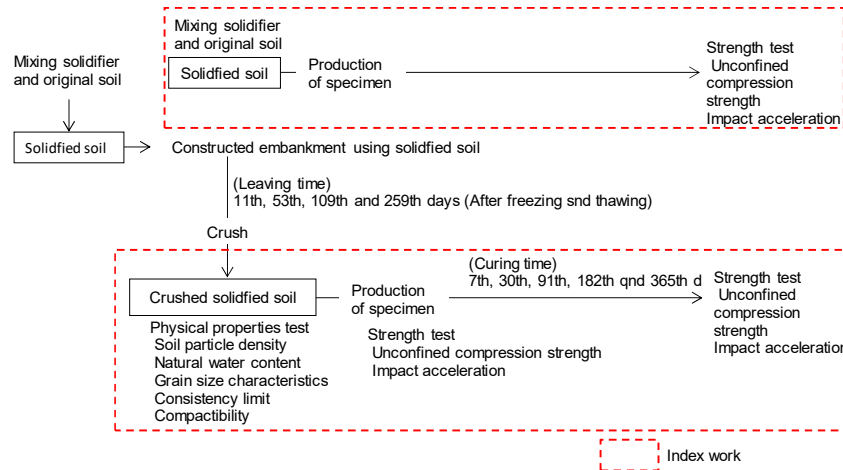 Mixing solidifier
and original soil
Solidfied soil
Mixing solidifier
and original soil
Solidfied soil
Production
of specimen
Strength test
Unconfined
compression
strength
Impact acceleration
Constructed embankment using solidfied soil
(Leaving time)
11th, 53th, 109th and 259th days (After freezing snd thawing)
Crush
Crushed solidfied soil
Physical properties test
Soil particle density
Natural water content
Grain size characteristics
Consistency limit
Compactibility
Production
of specimen
Strength test
Unconfined compression strength
Impact acceleration
(Curing time)
7th, 30th, 91th, 182th qnd 365th d
Strength test
Unconfined
compression
strength
Impact acceleration
Index work